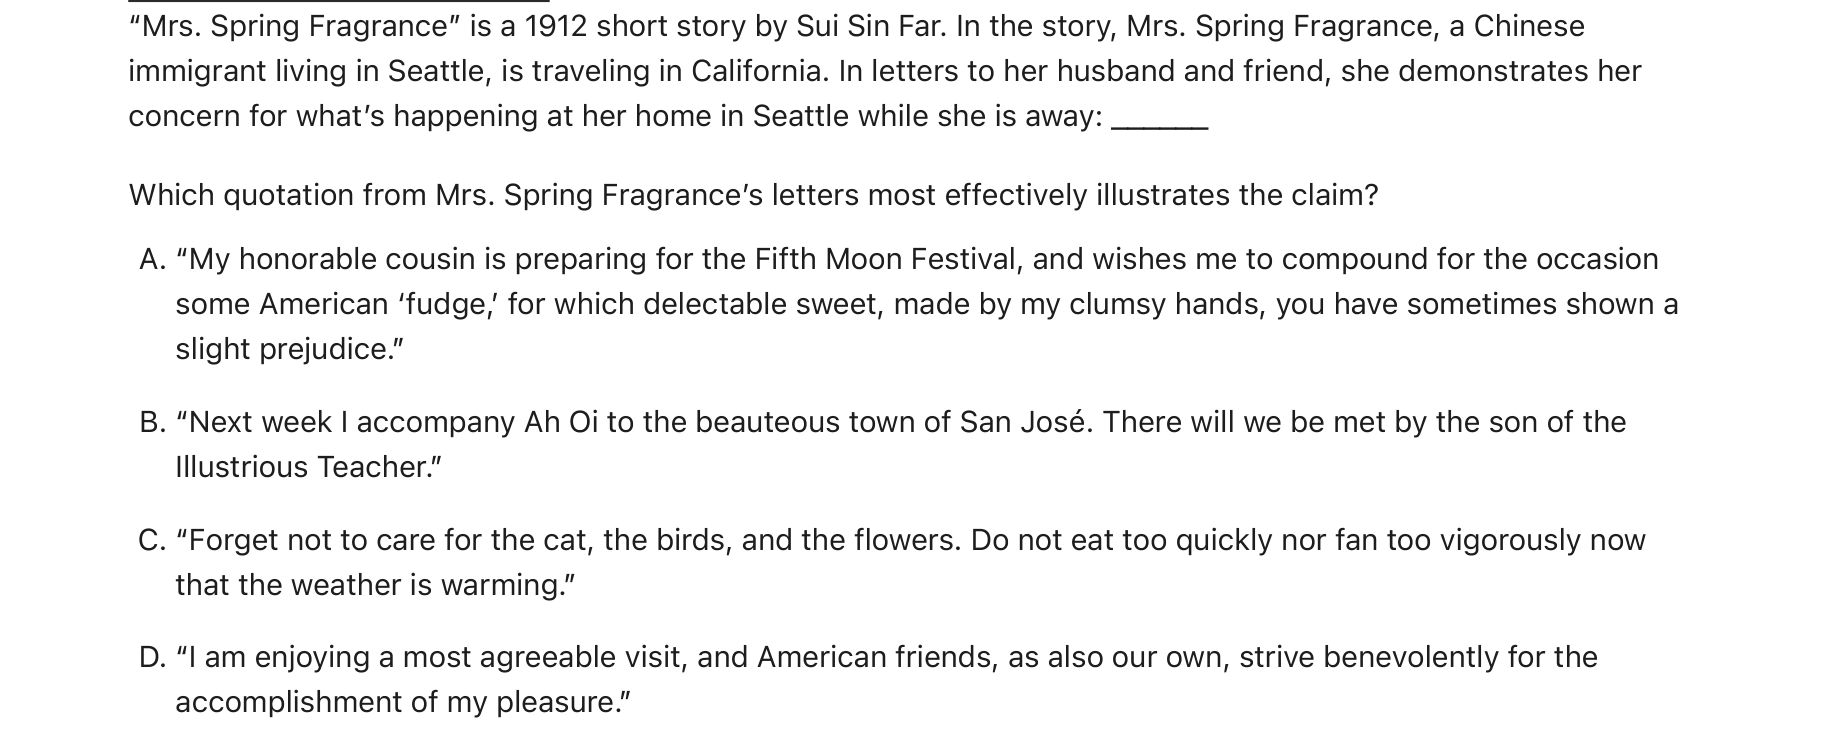 “Mrs. Spring Fragrance” is a 1912 short story by Sui Sin Far. In the story, Mrs. Spring Fragrance, a Chinese
immigrant living in Seattle, is traveling in California. In letters to her husband and friend, she demonstrates her
concern for what’s happening at her home in Seattle while she is away: ______
Which quotation from Mrs. Spring Fragrance’s letters most effectively illustrates the claim?
A. “My honorable cousin is preparing for the Fifth Moon Festival, and wishes me to compound for the occasion
some American ‘fudge,’ for which delectable sweet, made by my clumsy hands, you have sometimes shown a
slight prejudice.”
B. “Next week I accompany Ah Oi to the beauteous town of San José. There will we be met by the son of the
Illustrious Teacher.”
C. “Forget not to care for the cat, the birds, and the flowers. Do not eat too quickly nor fan too vigorously now
that the weather is warming.”
D. “I am enjoying a most agreeable visit, and American friends, as also our own, strive benevolently for the
accomplishment of my pleasure.”